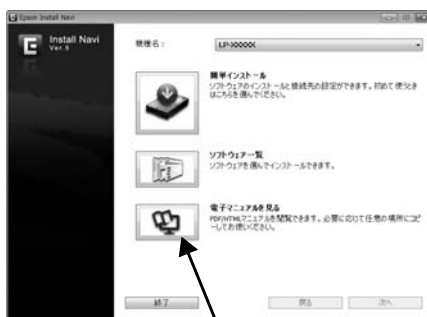 Epson Install Navi
Install Navi
Ver.5
機種名：
LP-XXXXX
簡単インストール
ソフトウェアのインストールと接続先の設定ができます。初めて使うとき
はこちらを選んでください。
ソフトウェア一覧
ソフトウェアを選んでインストールできます。
電子マニュアルを見る
PDF/HTMLマニュアルを閲覧できます。必要に応じて任意の場所にコピ
ーしてお使いください。
終了
戻る
次へ